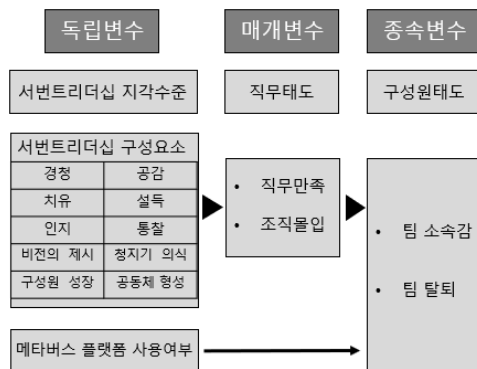 독립변수
매개변수
종속변수
서번트리더십 지각수준
직무태도
구성원태도
서번트리더십 구성요소
경청 공감
치유 설득
인지 통찰
비전의 제시 청지기 의식
구성원 성장 공동체 형성
• 직무만족
• 조직몰입
• 팀 소속감
• 팀 탈퇴
메타버스 플랫폼 사용여부